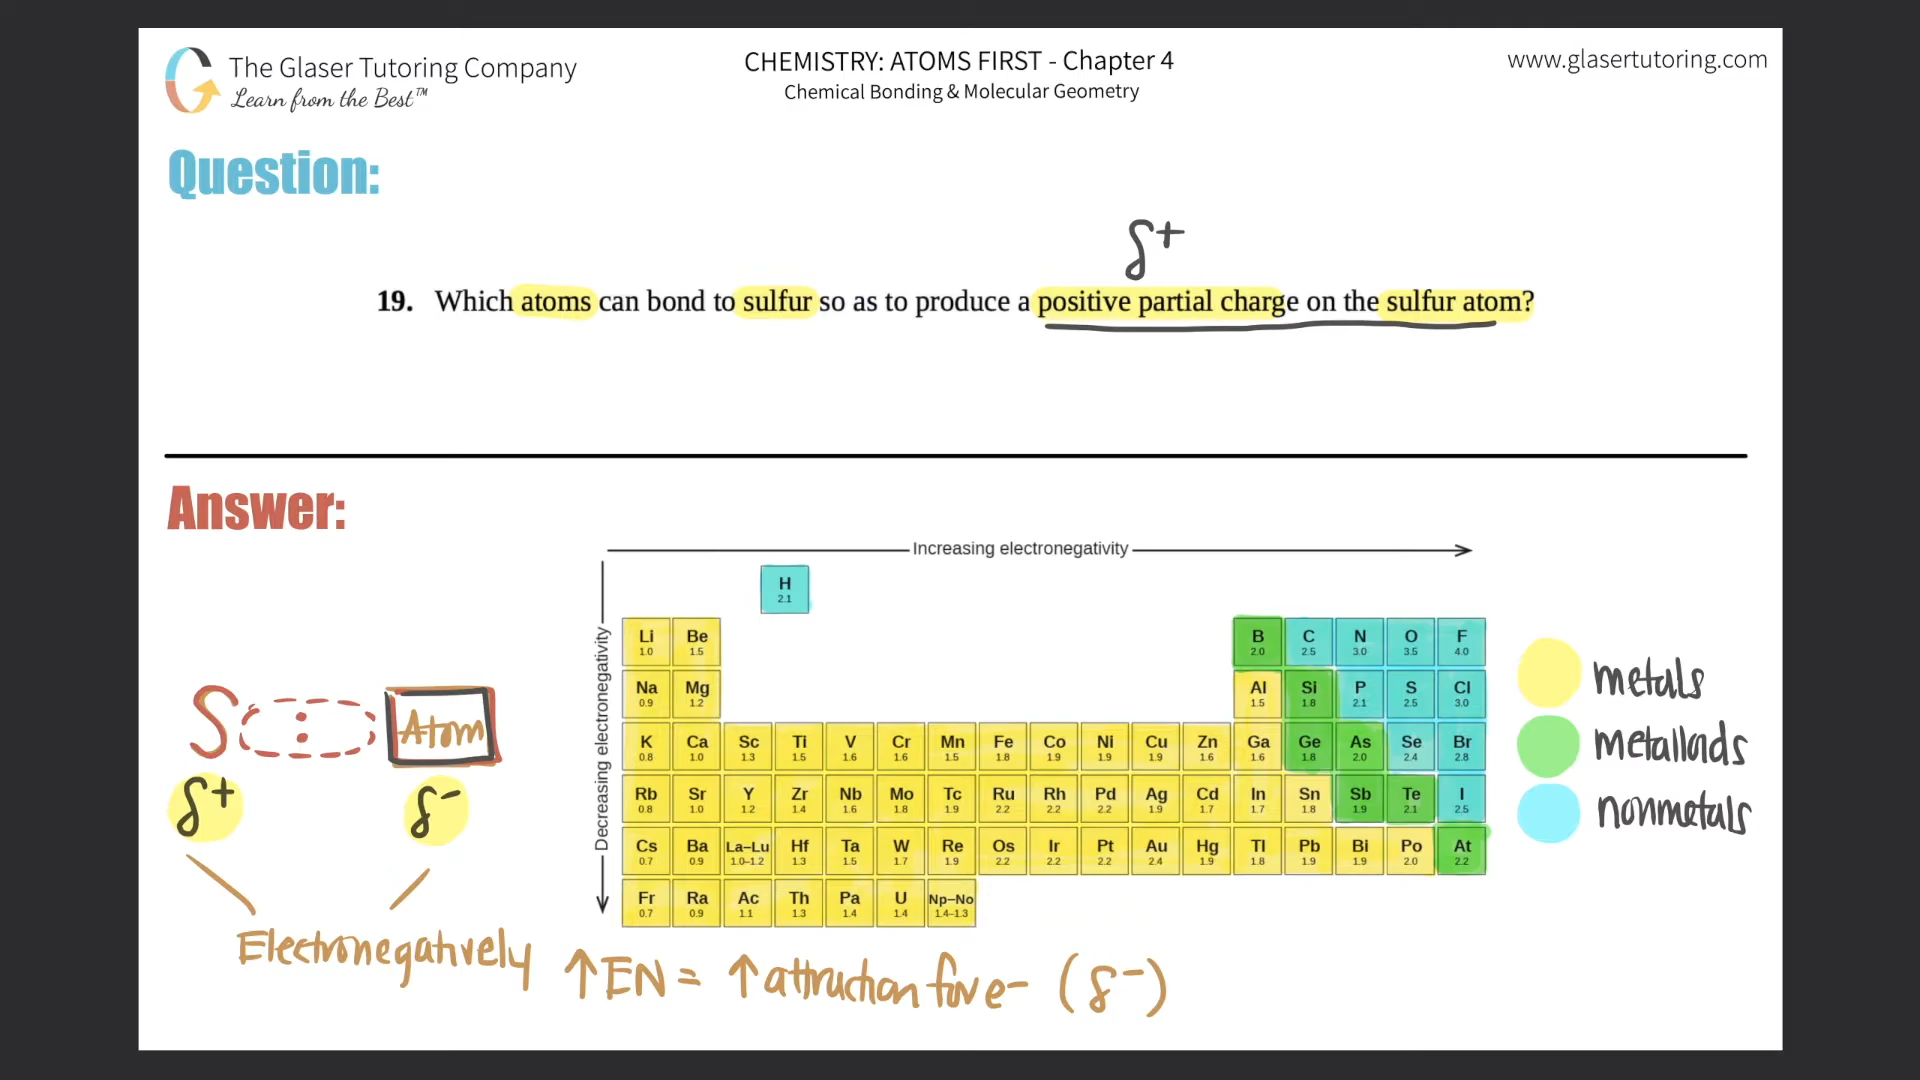 The Glaser Tutoring Company
Learn from the Best™
CHEMISTRY: ATOMS FIRST - Chapter 4
Chemical Bonding & Molecular Geometry
www.glasertutoring.com
Question:
δ+
19. Which atoms can bond to sulfur so as to produce a positive partial charge on the sulfur atom?
Answer:
Increasing electronegativity
Decreasing electronegativity
H
2.1
Li Be B C N O F
1.0 1.5 2.0 2.5 3.0 3.5 4.0
Na Mg Al Si P S Cl
0.9 1.2 1.5 1.8 2.1 2.5 3.0
K Ca Sc Ti V Cr Mn Fe Co Ni Cu Zn Ga Ge As Se Br
0.8 1.0 1.3 1.5 1.6 1.6 1.5 1.8 1.9 1.9 1.9 1.6 1.6 1.8 2.0 2.4 2.8
Rb Sr Y Zr Nb Mo Tc Ru Rh Pd Ag Cd In Sn Sb Te I
0.8 1.0 1.2 1.4 1.6 1.8 1.9 2.2 2.2 2.2 1.9 1.7 1.7 1.8 1.9 2.1 2.5
Cs Ba La–Lu Hf Ta W Re Os Ir Pt Au Hg Tl Pb Bi Po At
0.7 0.9 1.0–1.2 1.3 1.5 1.7 1.9 2.2 2.2 2.2 2.4 1.9 1.8 1.9 1.9 2.0 2.2
Fr Ra Ac Th Pa U Np–No
0.7 0.9 1.1 1.3 1.4 1.4 1.4–1.3
metals
metalloids
nonmetals
S : Atom
δ+ δ-
Electronegatively
↑EN = ↑attraction for e- (δ-)